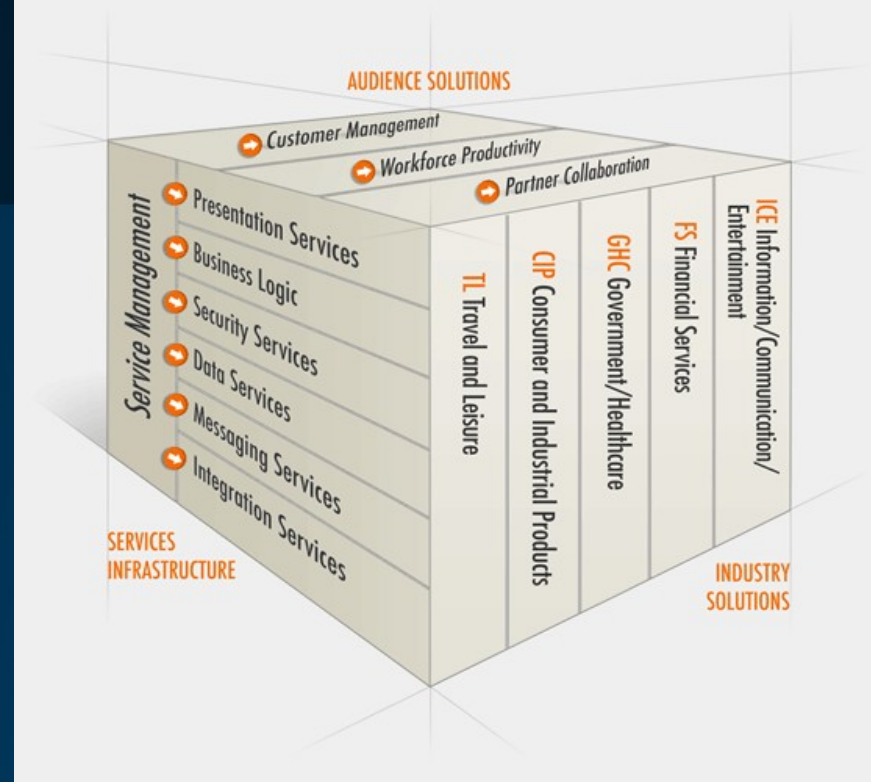 AUDIENCE SOLUTIONS
Customer Management
Workforce Productivity
Partner Collaboration
Service Management
Presentation Services
Business Logic
Security Services
Data Services
Messaging Services
Integration Services
SERVICES
INFRASTRUCTURE
TL Travel and Leisure
CIP Consumer and Industrial Products
GHC Government/Healthcare
FS Financial Services
ICE Information/Communication/
Entertainment
INDUSTRY
SOLUTIONS